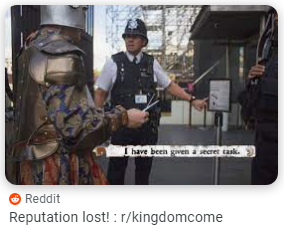 I have been given a secret task.
Reddit
Reputation lost! : r/kingdomcome